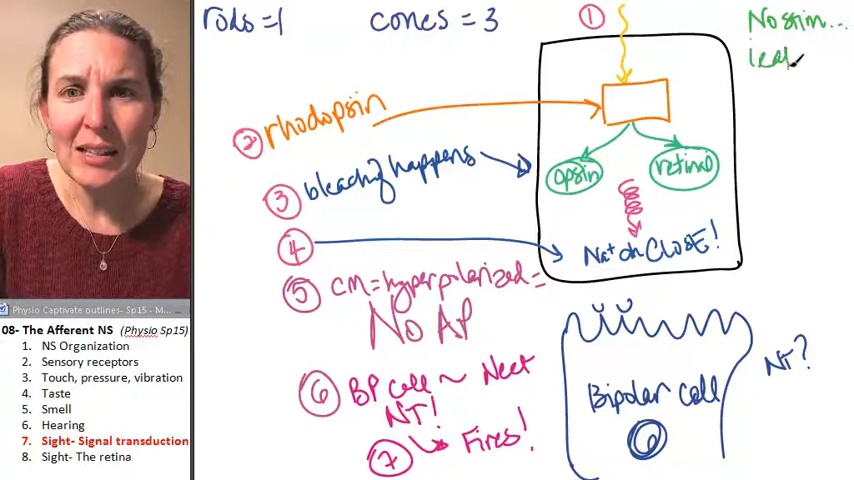 rods =1
cones = 3
1
No stim...
leak
2 rhodopsin
3 bleaching happens
opsin
retinal
4
Na+ ch CLOSE!
5 CM = hyperpolarized =
No AP
6 BP cell ~ Neet
NT!
7 Fires!
Bipolar cell
NT?
Physio Captivate outlines- Sp15 - M...
08- The Afferent NS (Physio Sp15)
1. NS Organization
2. Sensory receptors
3. Touch, pressure, vibration
4. Taste
5. Smell
6. Hearing
7. Sight- Signal transduction
8. Sight- The retina